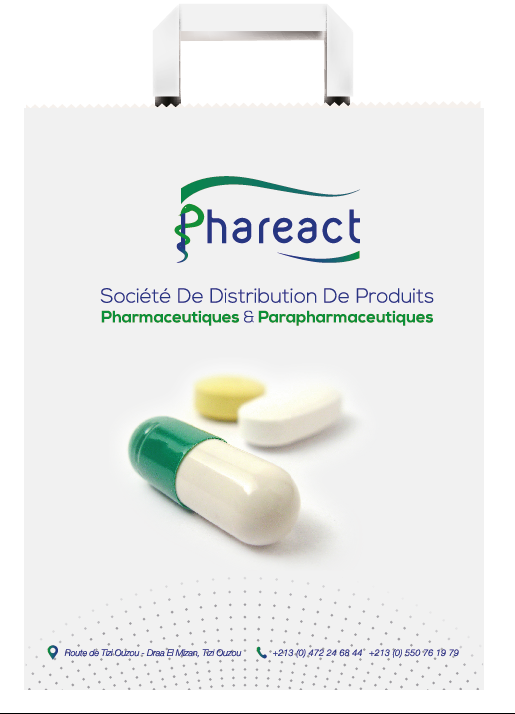 Phareact
Société De Distribution De Produits
Pharmaceutiques & Parapharmaceutiques
Route de Tizi Ouzou - Draa El Mizan, Tizi Ouzou +213 (0) 472 24 68 44 +213 (0) 550 76 19 79